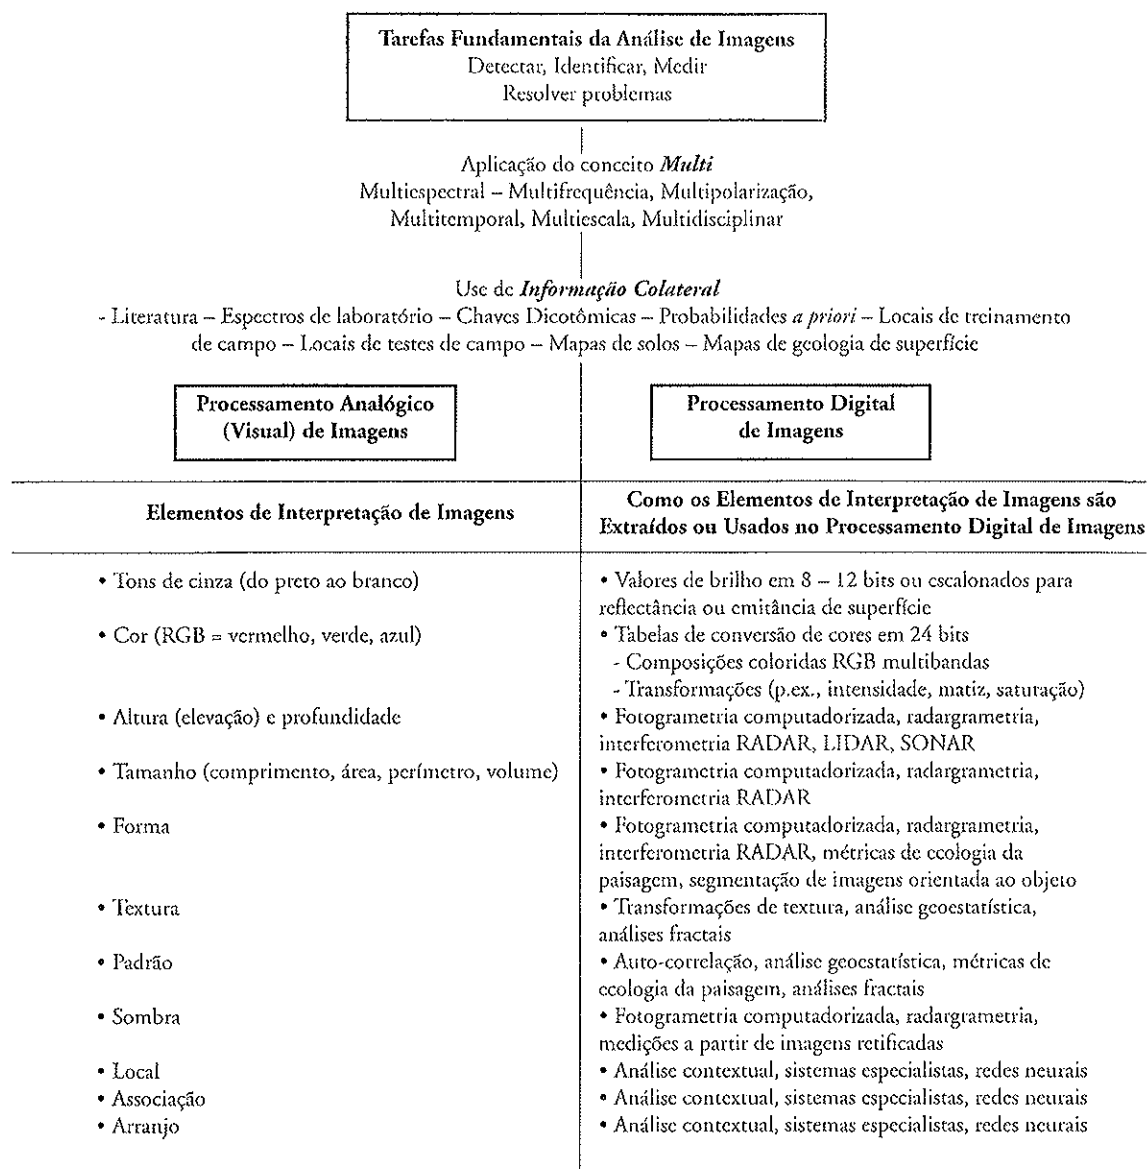 Tarefas Fundamentais da Análise de Imagens
Detectar, Identificar, Medir
Resolver problemas
Aplicação do conceito Multi
Multiespectral – Multifrequência, Multipolarização,
Multitemporal, Multiescala, Multidisciplinar
Use de Informação Colateral
- Literatura – Espectros de laboratório – Chaves Dicotômicas – Probabilidades a priori – Locais de treinamento
de campo – Locais de testes de campo – Mapas de solos – Mapas de geologia de superfície
Processamento Analógico
(Visual) de Imagens
Processamento Digital
de Imagens
Elementos de Interpretação de Imagens
Como os Elementos de Interpretação de Imagens são
Extraídos ou Usados no Processamento Digital de Imagens
• Tons de cinza (do preto ao branco)
• Valores de brilho em 8 – 12 bits ou escalonados para
reflectância ou emitância de superfície
• Cor (RGB = vermelho, verde, azul)
• Tabelas de conversão de cores em 24 bits
- Composições coloridas RGB multibandas
- Transformações (p.ex., intensidade, matiz, saturação)
• Altura (elevação) e profundidade
• Fotogrametria computadorizada, radargrametria,
interferometria RADAR, LIDAR, SONAR
• Tamanho (comprimento, área, perímetro, volume)
• Fotogrametria computadorizada, radargrametria,
interferometria RADAR
• Forma
• Fotogrametria computadorizada, radargrametria,
interferometria RADAR, métricas de ecologia da
paisagem, segmentação de imagens orientada ao objeto
• Textura
• Transformações de textura, análise geoestatística,
análises fractais
• Padrão
• Auto-correlação, análise geoestatística, métricas de
ecologia da paisagem, análises fractais
• Sombra
• Fotogrametria computadorizada, radargrametria,
medições a partir de imagens retificadas
• Local
• Análise contextual, sistemas especialistas, redes neurais
• Associação
• Análise contextual, sistemas especialistas, redes neurais
• Arranjo
• Análise contextual, sistemas especialistas, redes neurais